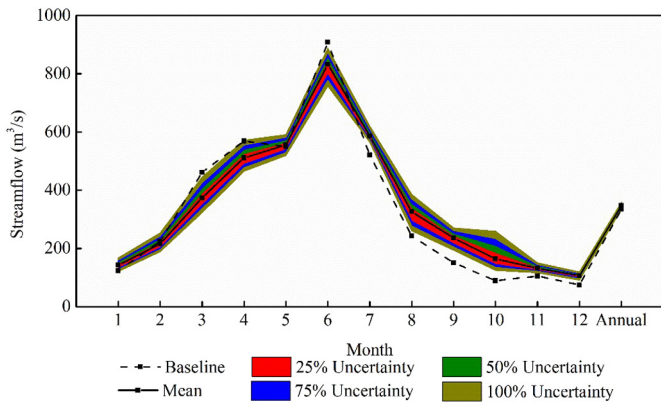 1000
800
600
400
200
0
Streamflow (m³/s)
1 2 3 4 5 6 7 8 9 10 11 12 Annual
Month
Baseline
25% Uncertainty
50% Uncertainty
Mean
75% Uncertainty
100% Uncertainty